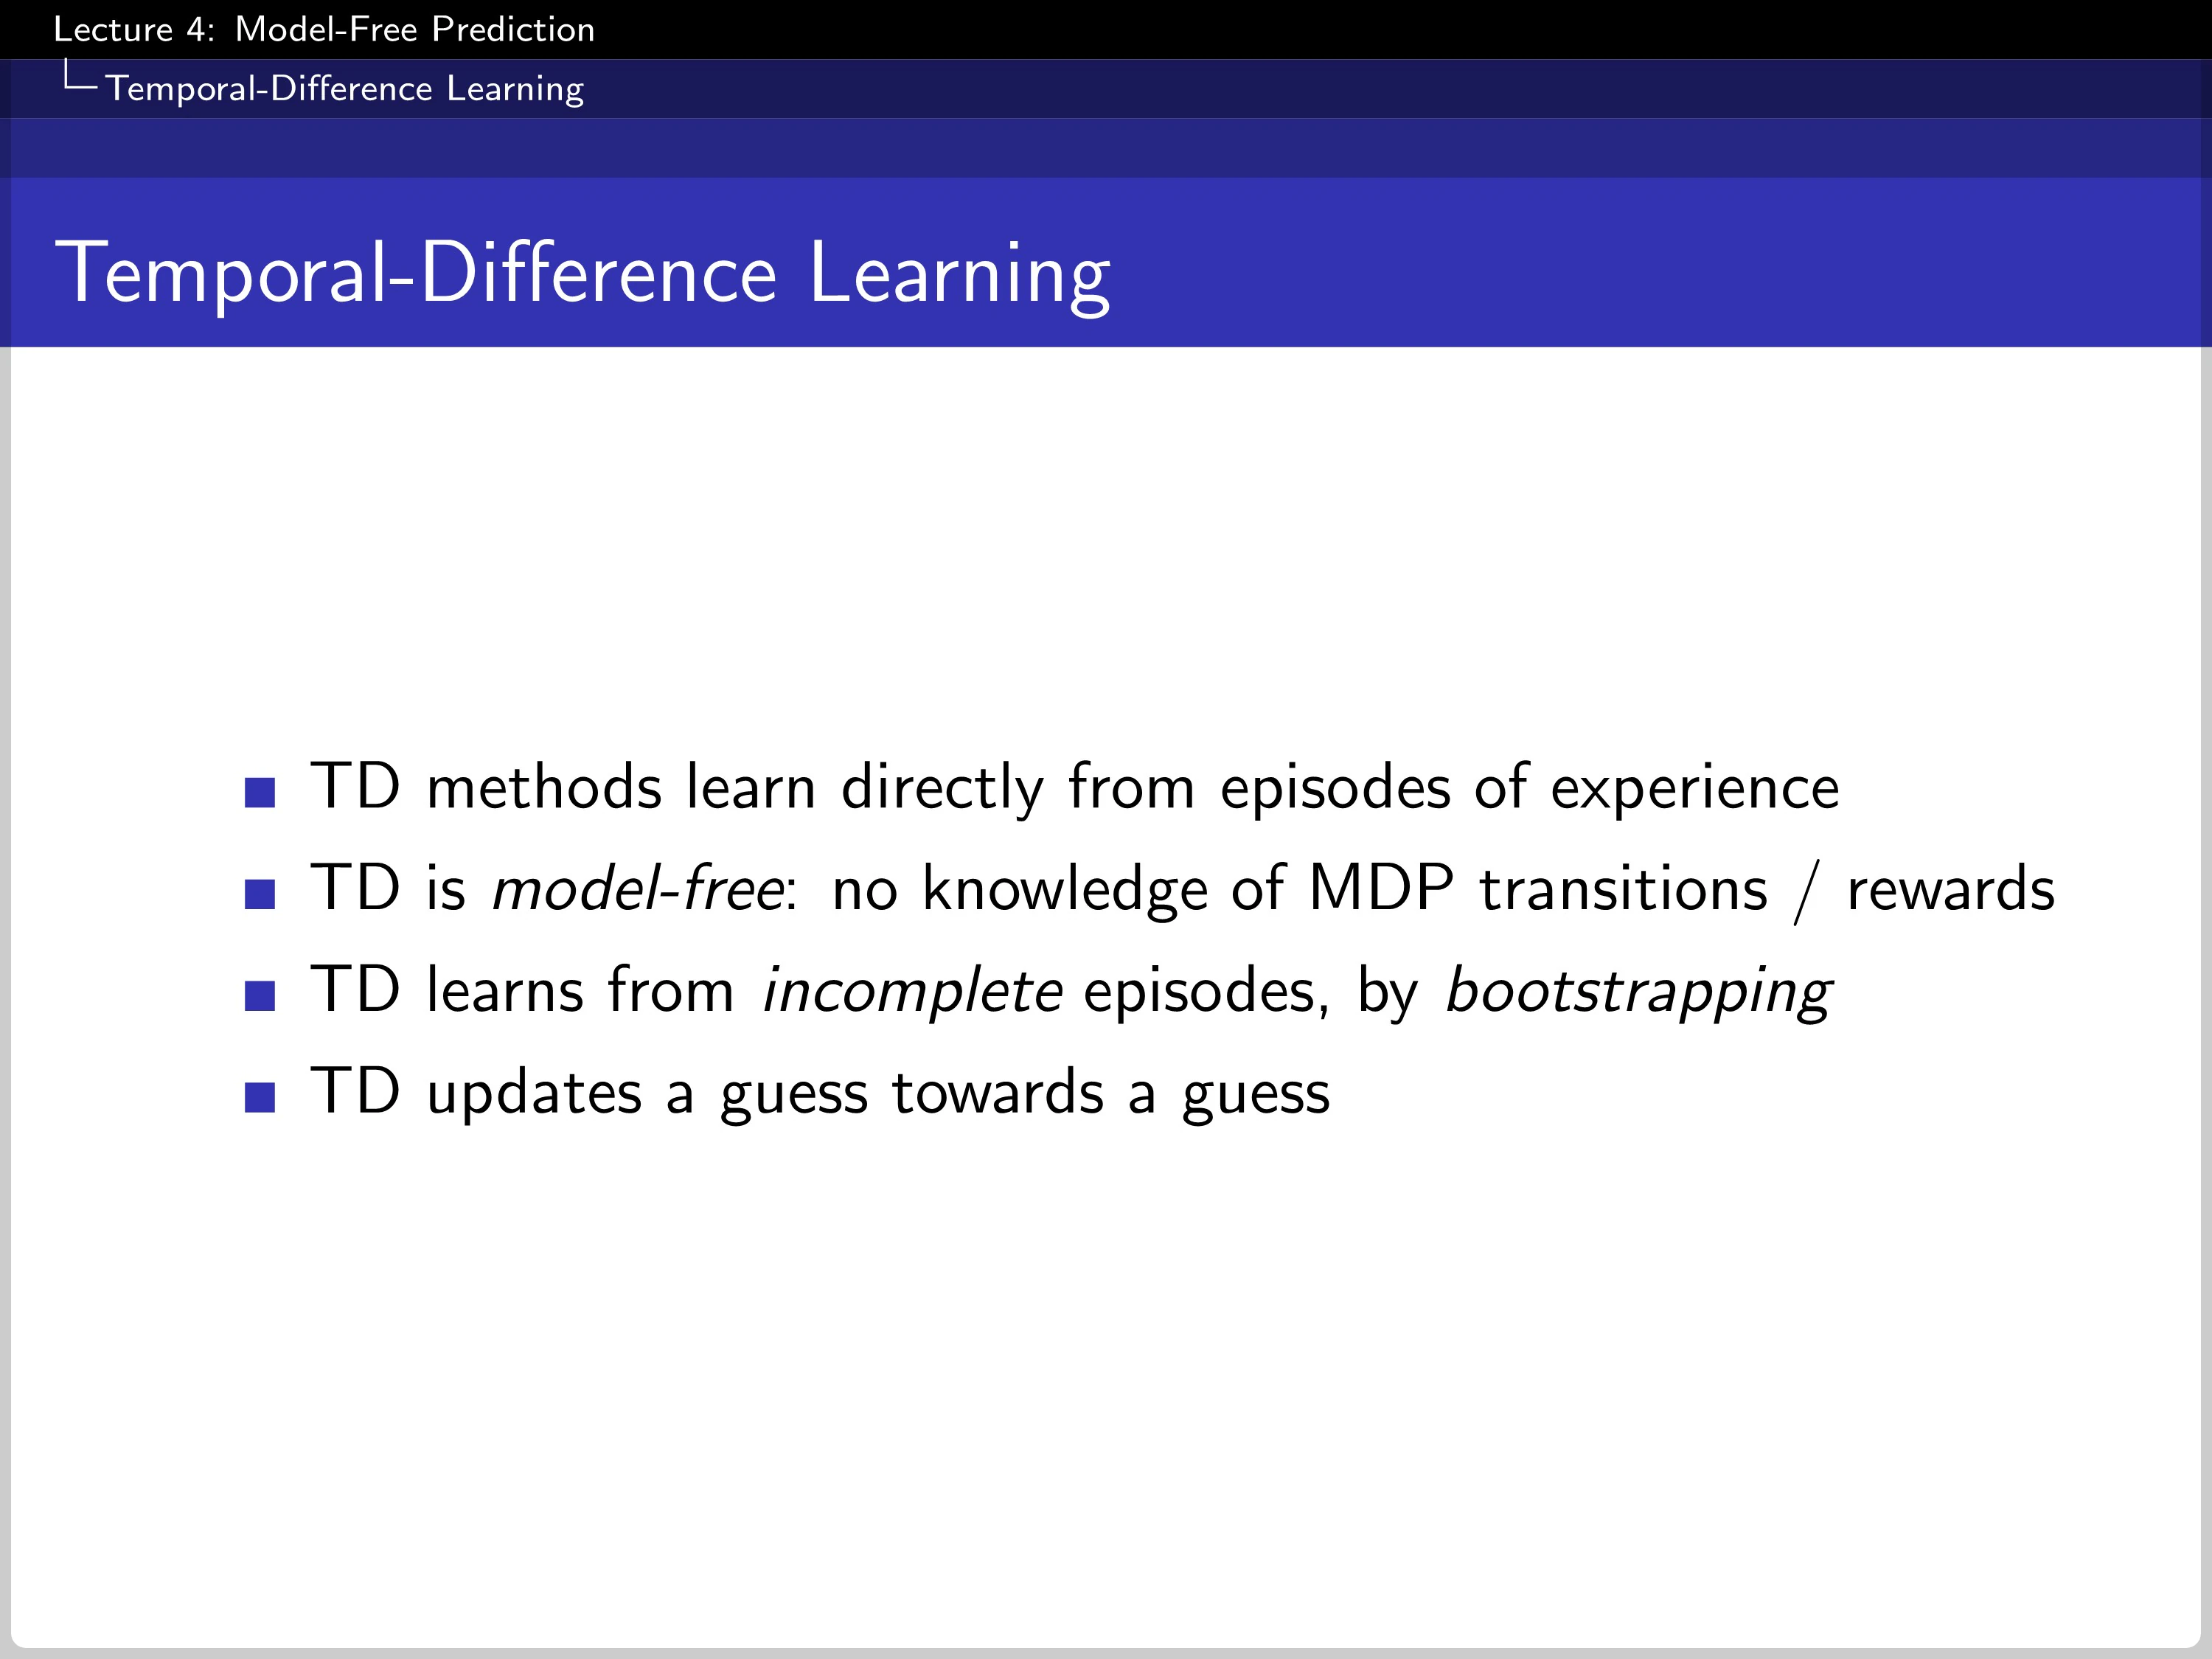 Lecture 4: Model-Free Prediction
Temporal-Difference Learning
Temporal-Difference Learning
TD methods learn directly from episodes of experience
TD is model-free: no knowledge of MDP transitions / rewards
TD learns from incomplete episodes, by bootstrapping
TD updates a guess towards a guess